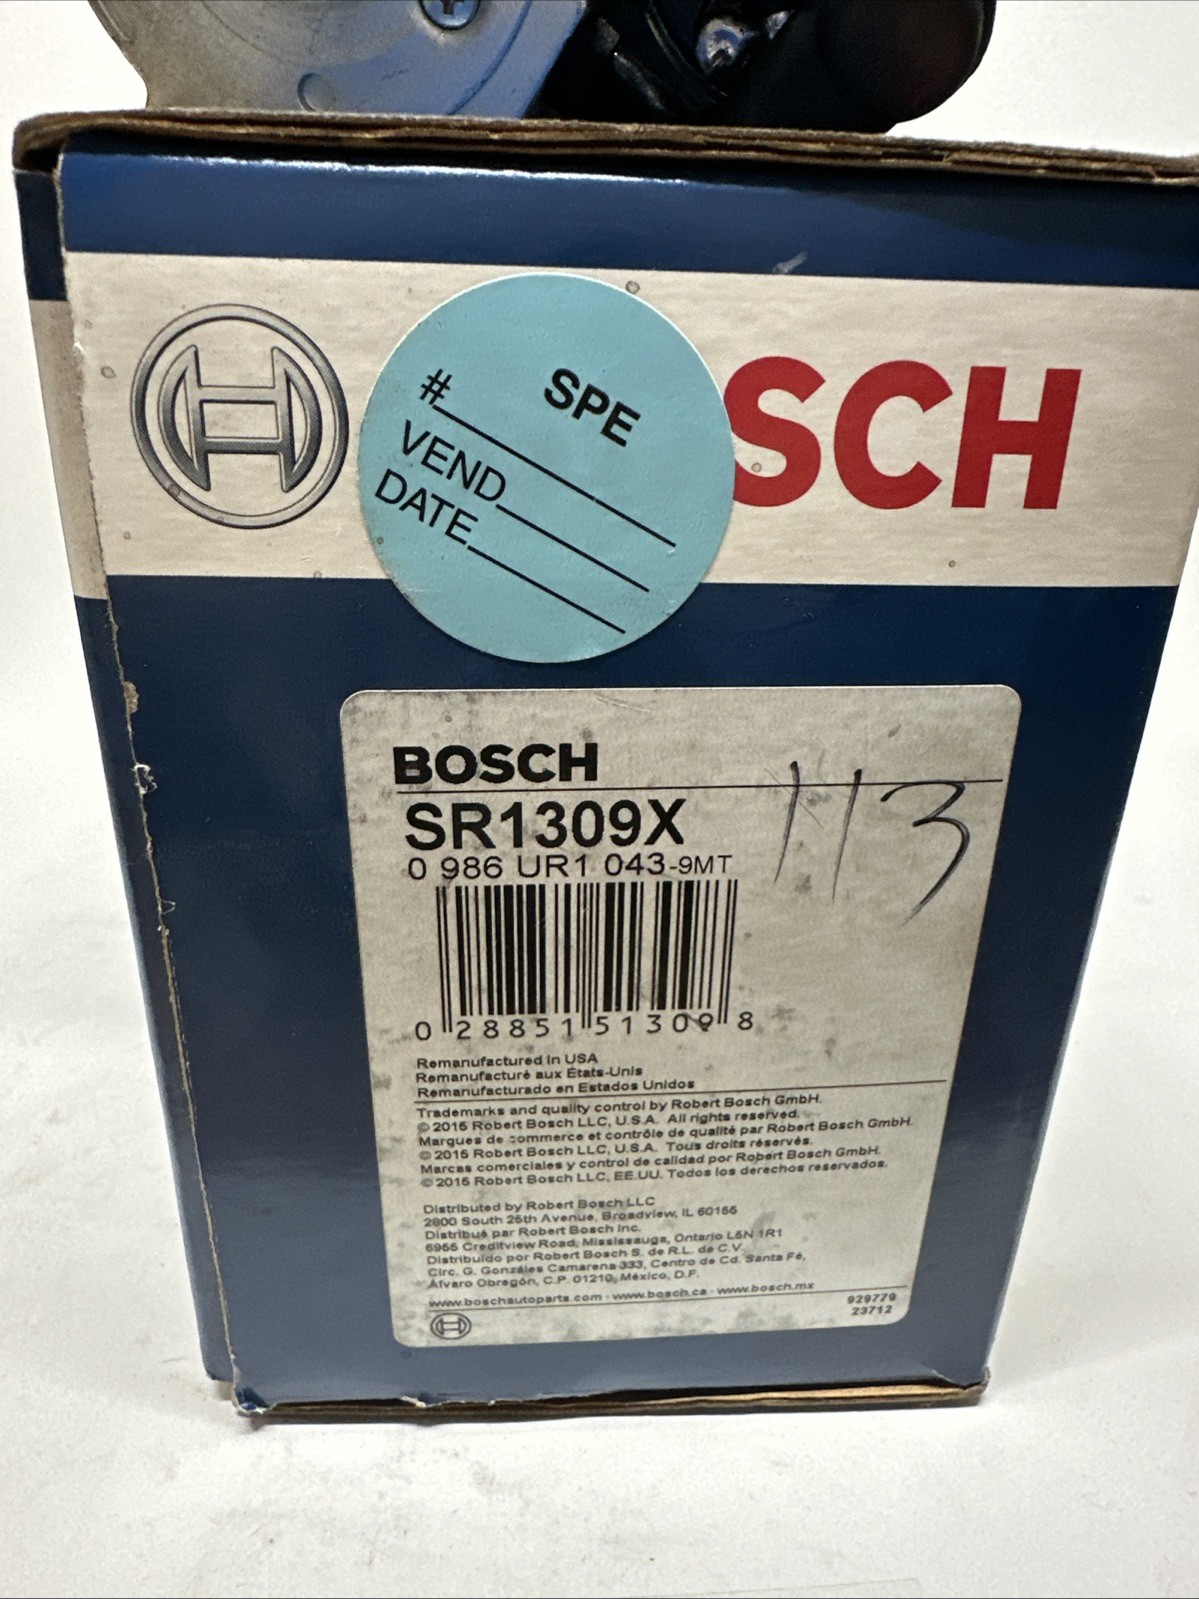 SCH
# SPE
VEND
DATE
BOSCH
SR1309X
0 986 UR1 043-9MT
113
0 28851 51309 8
Remanufactured in USA
Remanufacturé aux États-Unis
Remanufacturado en Estados Unidos
Trademarks and quality control by Robert Bosch GmbH.
© 2015 Robert Bosch LLC, U.S.A. All rights reserved.
Marques de commerce et contrôle de qualité par Robert Bosch GmbH.
© 2015 Robert Bosch LLC, U.S.A. Tous droits réservés.
Marcas comerciales y control de calidad por Robert Bosch GmbH.
© 2015 Robert Bosch LLC, EE.UU. Todos los derechos reservados.
Distributed by Robert Bosch LLC
2800 South 25th Avenue, Broadview, IL 60155
Distribué par Robert Bosch Inc.
6955 Creditview Road, Mississauga, Ontario L5N 1R1
Distribuido por Robert Bosch S. de R.L. de C.V.
Circ. G. Gonzáles Camarena 333, Centro de Cd. Santa Fé,
Álvaro Obregón, C.P. 01210, México, D.F.
www.boschautoparts.com · www.bosch.ca · www.bosch.mx
929779
23712